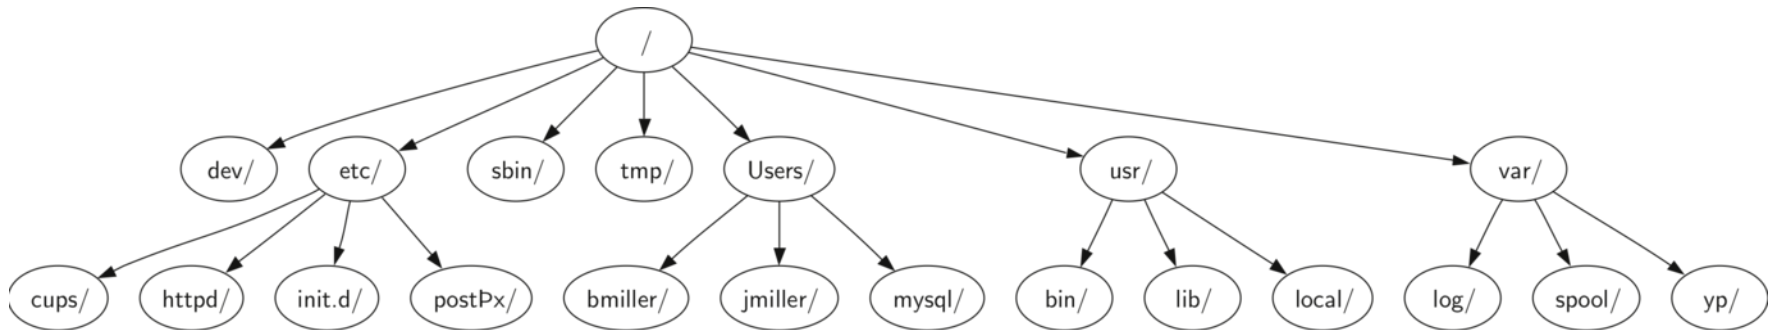 /
dev/ etc/ sbin/ tmp/ Users/ usr/ var/
cups/ httpd/ init.d/ postÞx/ bmiller/ jmiller/ mysql/ bin/ lib/ local/ log/ spool/ yp/